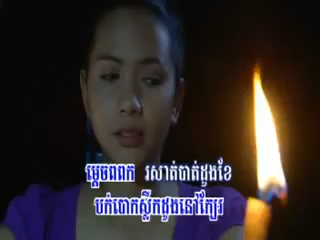 ម្ដេចពពក រសាត់បាត់ដួងខែ
បក់បោកស្លឹកដូងនៅក្បែរ